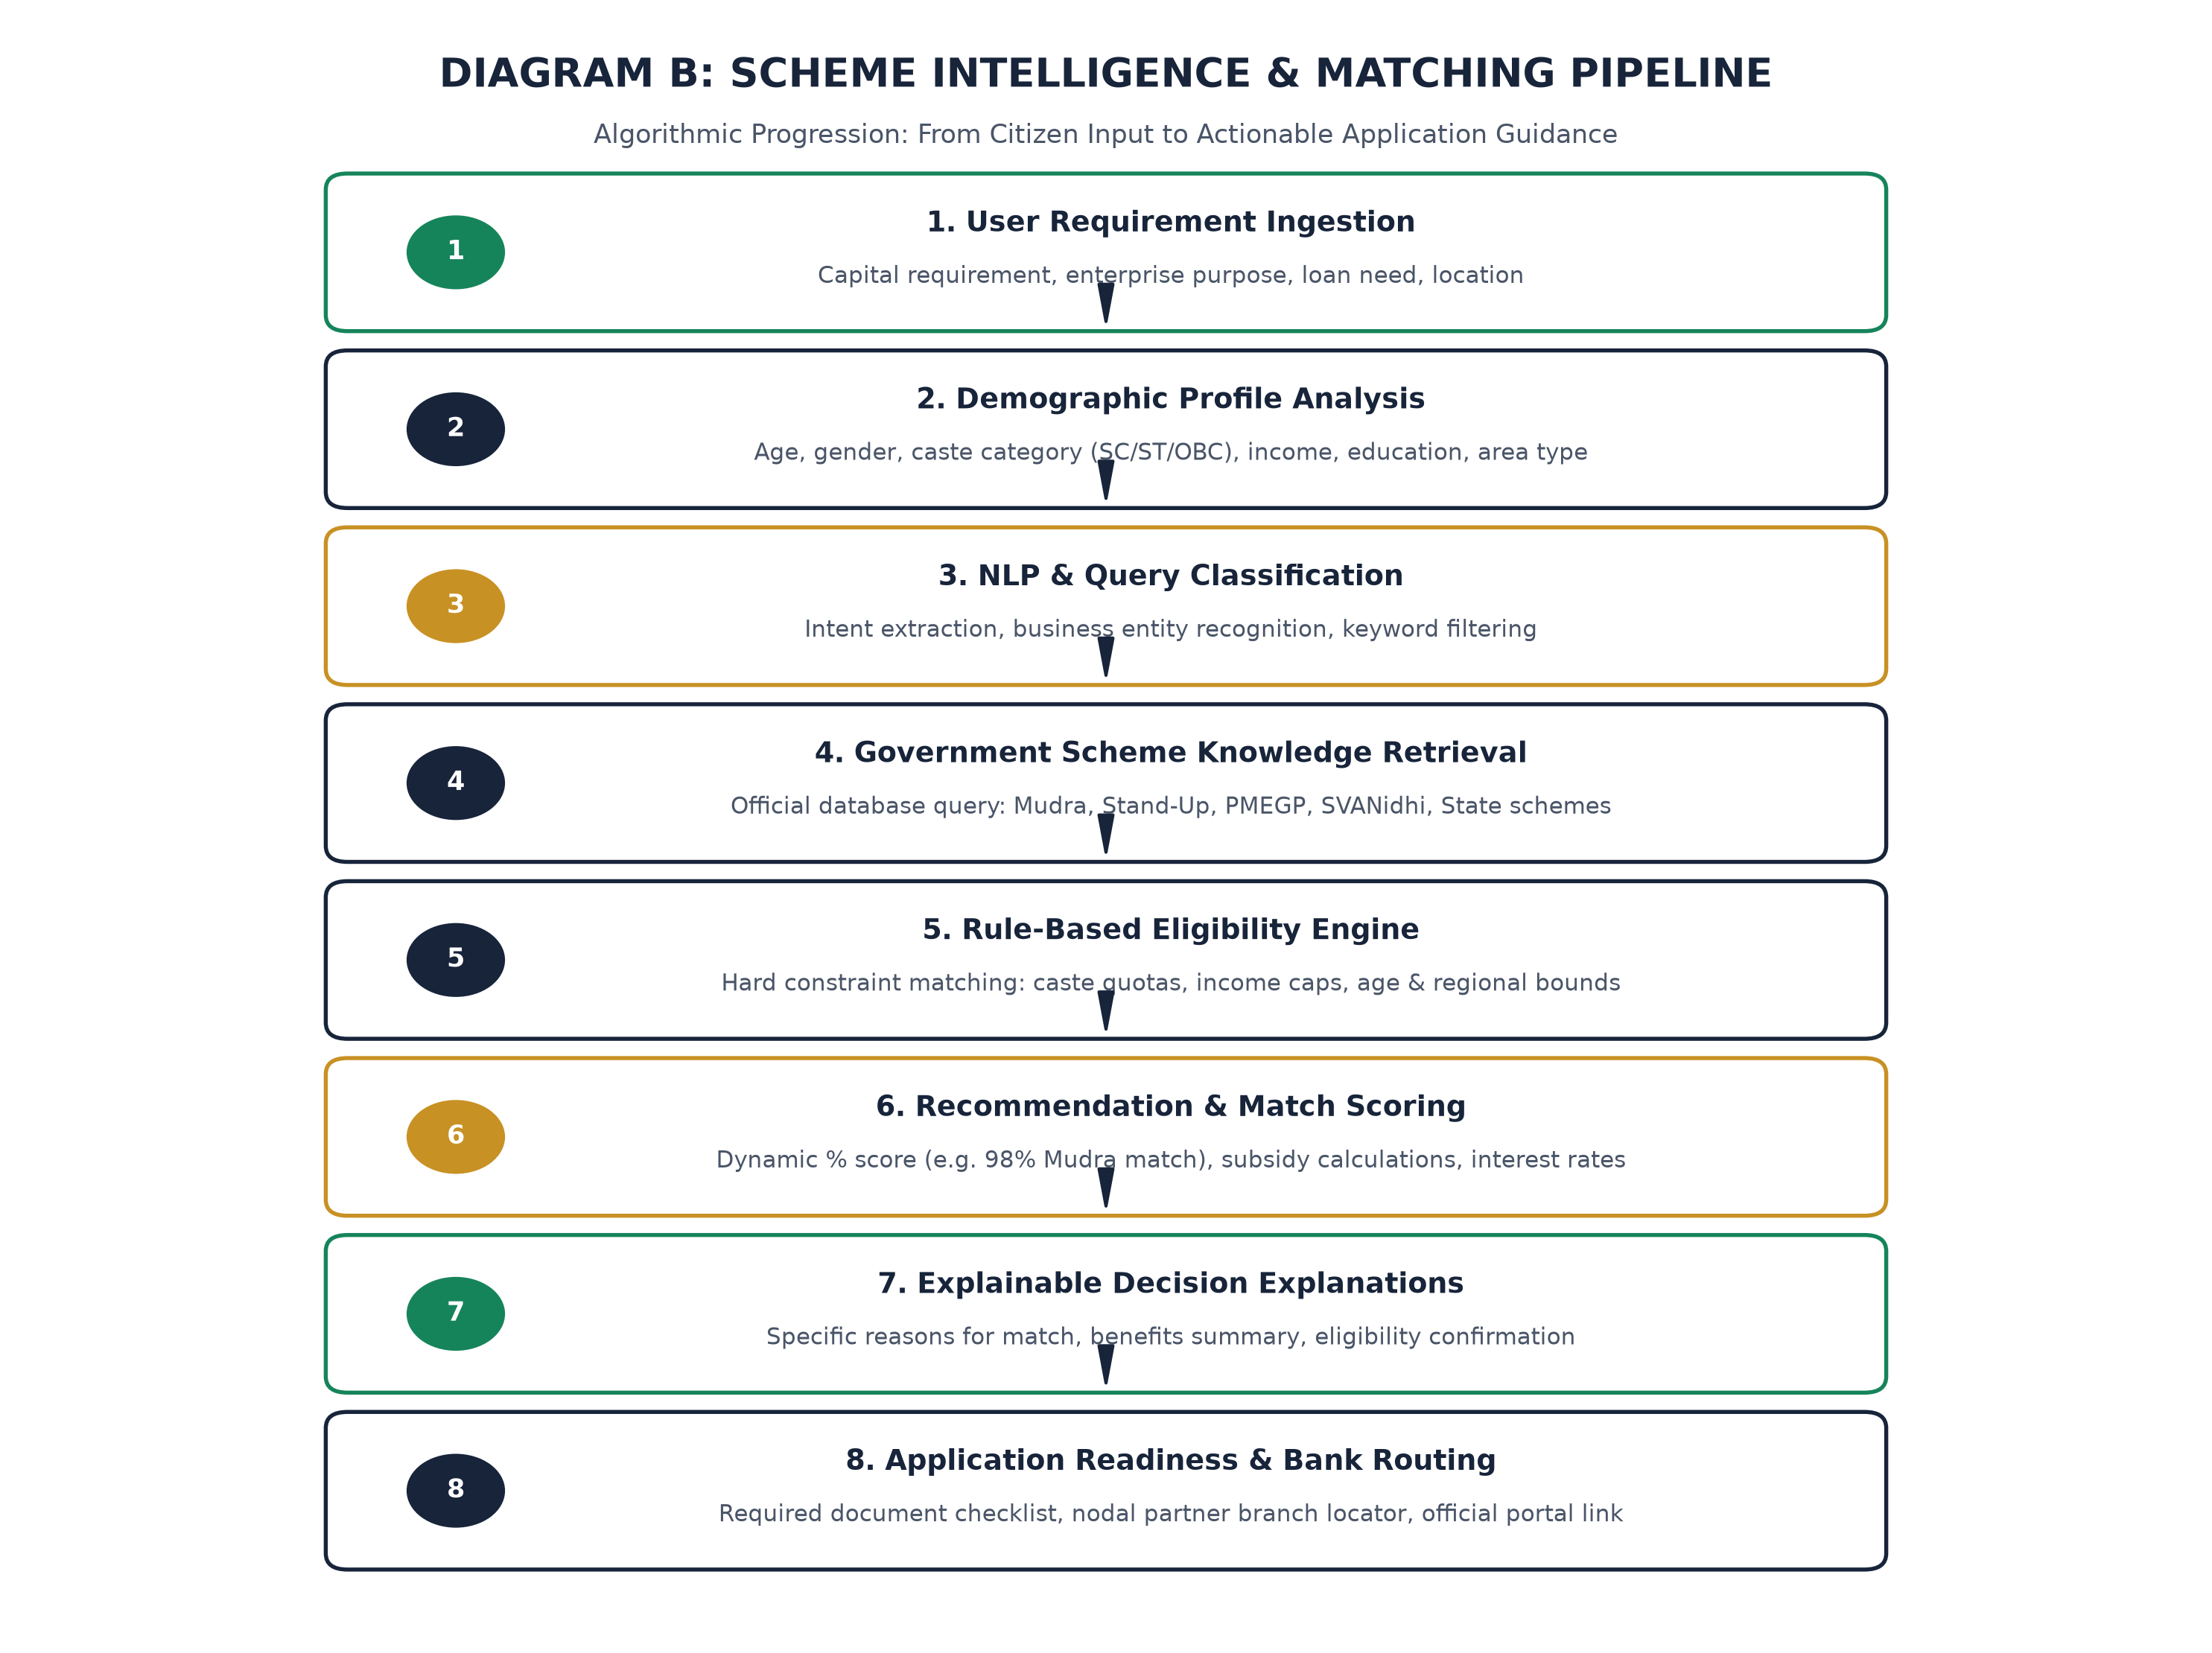 DIAGRAM B: SCHEME INTELLIGENCE & MATCHING PIPELINE
Algorithmic Progression: From Citizen Input to Actionable Application Guidance
1
1. User Requirement Ingestion
Capital requirement, enterprise purpose, loan need, location
2
2. Demographic Profile Analysis
Age, gender, caste category (SC/ST/OBC), income, education, area type
3
3. NLP & Query Classification
Intent extraction, business entity recognition, keyword filtering
4
4. Government Scheme Knowledge Retrieval
Official database query: Mudra, Stand-Up, PMEGP, SVANidhi, State schemes
5
5. Rule-Based Eligibility Engine
Hard constraint matching: caste quotas, income caps, age & regional bounds
6
6. Recommendation & Match Scoring
Dynamic % score (e.g. 98% Mudra match), subsidy calculations, interest rates
7
7. Explainable Decision Explanations
Specific reasons for match, benefits summary, eligibility confirmation
8
8. Application Readiness & Bank Routing
Required document checklist, nodal partner branch locator, official portal link